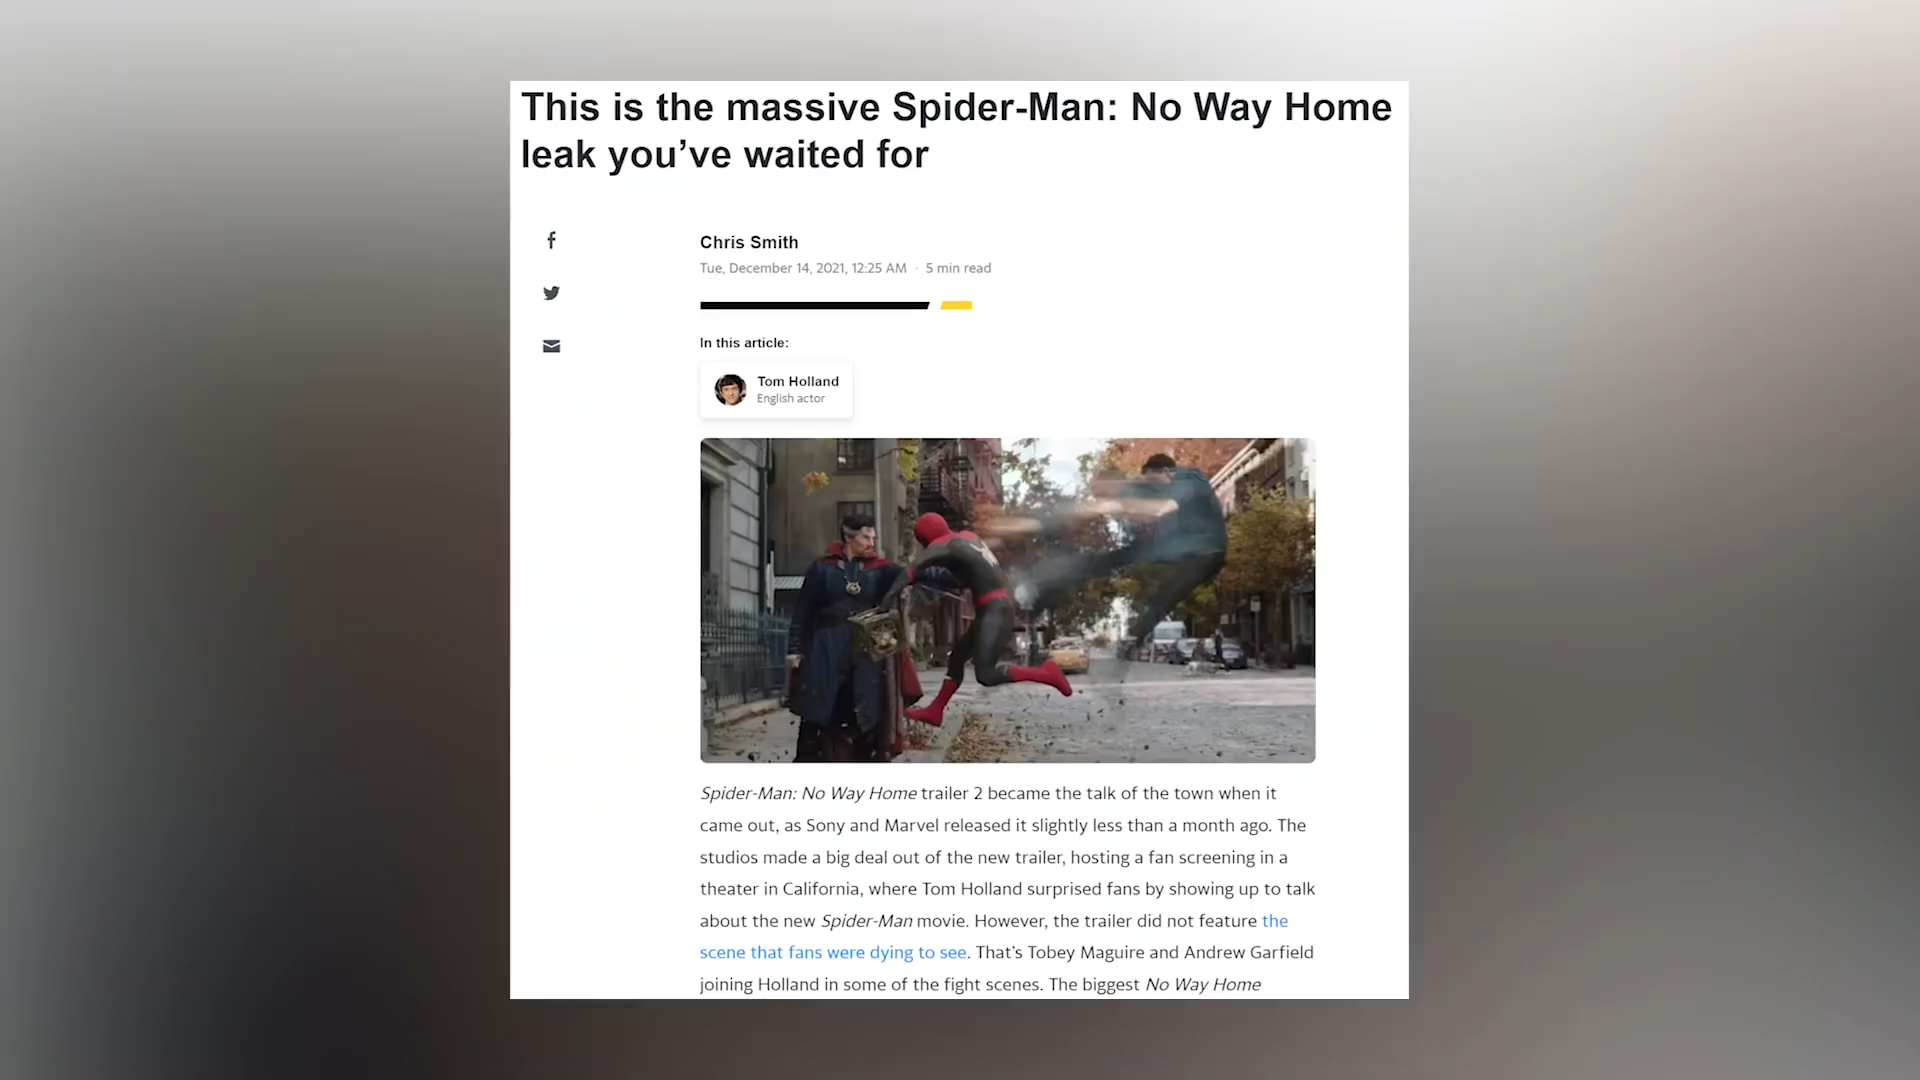 This is the massive Spider-Man: No Way Home
leak you’ve waited for
Chris Smith
Tue, December 14, 2021, 12:25 AM · 5 min read
In this article:
Tom Holland
English actor
Spider-Man: No Way Home trailer 2 became the talk of the town when it
came out, as Sony and Marvel released it slightly less than a month ago. The
studios made a big deal out of the new trailer, hosting a fan screening in a
theater in California, where Tom Holland surprised fans by showing up to talk
about the new Spider-Man movie. However, the trailer did not feature the
scene that fans were dying to see. That’s Tobey Maguire and Andrew Garfield
joining Holland in some of the fight scenes. The biggest No Way Home